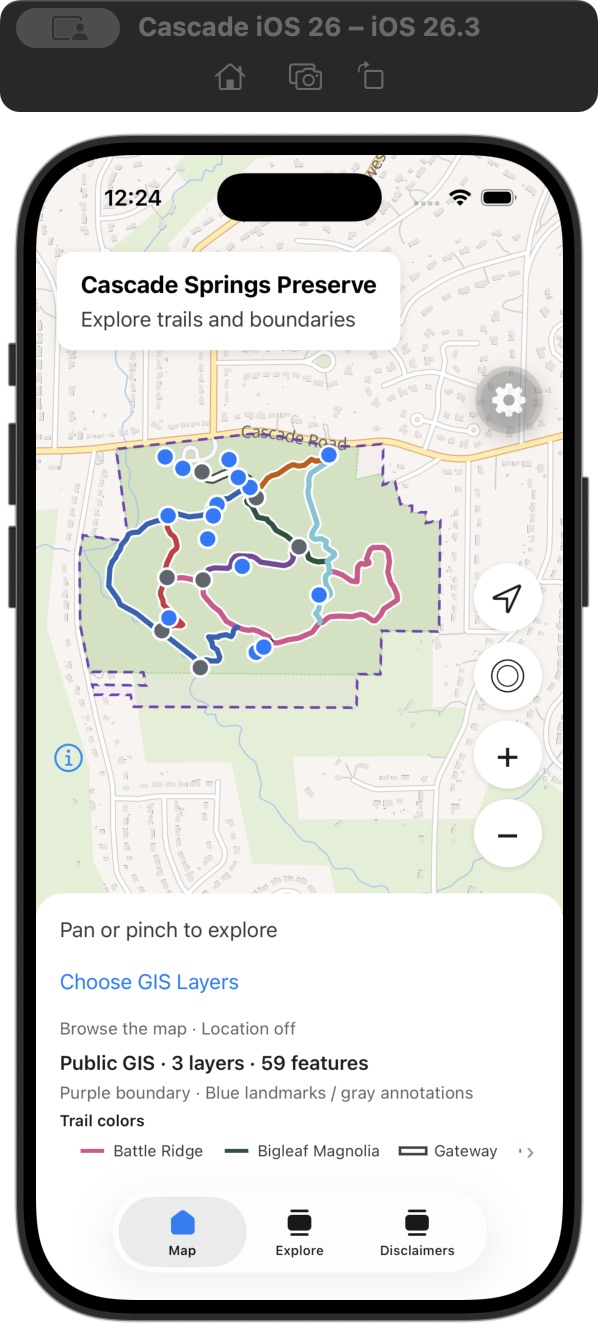 Cascade iOS 26 – iOS 26.3
12:24
Cascade Springs Preserve
Explore trails and boundaries
Cascade Road
Pan or pinch to explore
Choose GIS Layers
Browse the map · Location off
Public GIS · 3 layers · 59 features
Purple boundary · Blue landmarks / gray annotations
Trail colors
Battle Ridge Bigleaf Magnolia Gateway
Map Explore Disclaimers